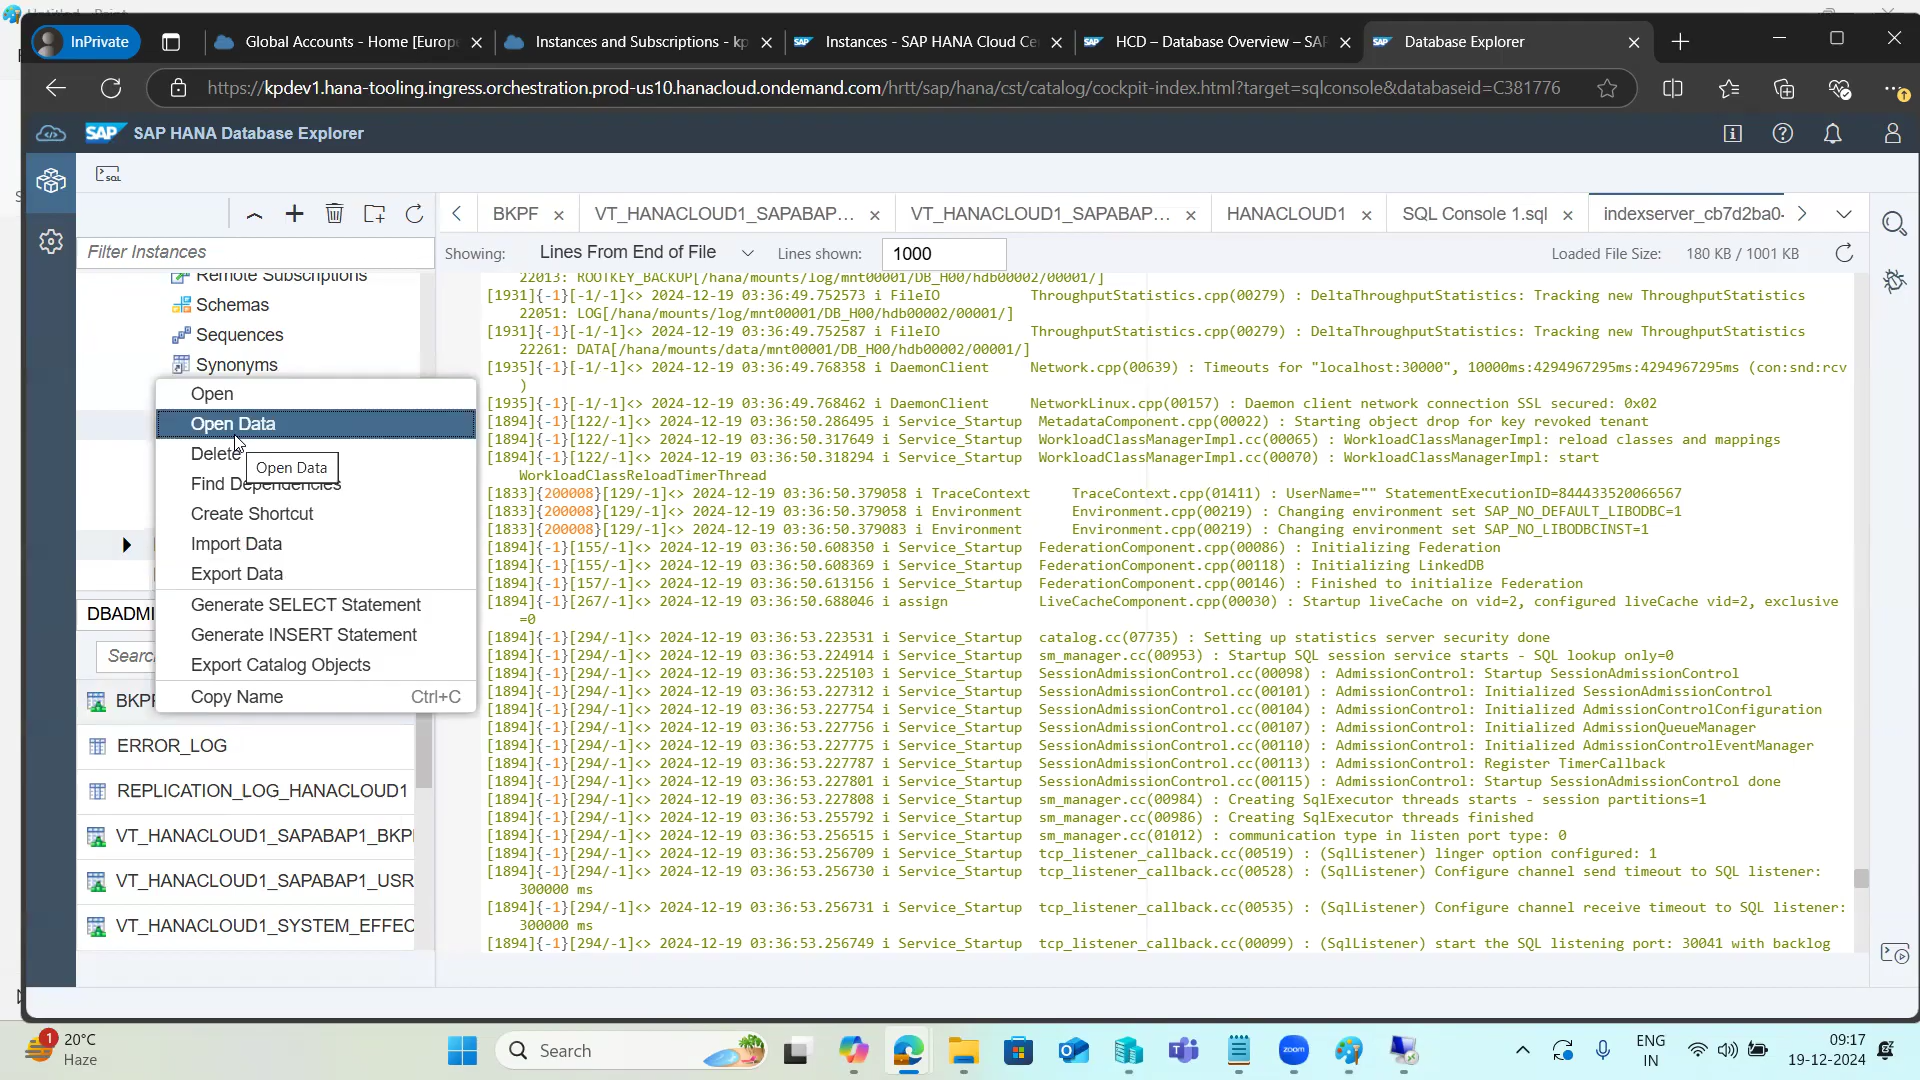 InPrivate
Global Accounts - Home [Europ
Instances and Subscriptions - kp
SAP Instances - SAP HANA Cloud Ce
SAP HCD – Database Overview – SA
SAP Database Explorer
https://kpdev1.hana-tooling.ingress.orchestration.prod-us10.hanacloud.ondemand.com/hrtt/sap/hana/cst/catalog/cockpit-index.html?target=sqlconsole&databaseid=C381776
SAP SAP HANA Database Explorer
SQL
BKPF
VT_HANACLOUD1_SAPABAP...
VT_HANACLOUD1_SAPABAP...
HANACLOUD1
SQL Console 1.sql
indexserver_cb7d2ba0-
Filter Instances
Showing: Lines From End of File Lines shown: 1000 Loaded File Size: 180 KB / 1001 KB
Remote Subscriptions
Schemas
Sequences
Synonyms
Open
Open Data
Delete
Open Data
Find Dependencies
Create Shortcut
Import Data
Export Data
Generate SELECT Statement
Generate INSERT Statement
Export Catalog Objects
Copy Name Ctrl+C
DBADMI
Searc
BKPF
ERROR_LOG
REPLICATION_LOG_HANACLOUD1
VT_HANACLOUD1_SAPABAP1_BKP
VT_HANACLOUD1_SAPABAP1_USR
VT_HANACLOUD1_SYSTEM_EFFEC
22013: ROOTKEY_BACKUP[/hana/mounts/log/mnt00001/DB_H00/hdb00002/00001/]
[1931]{-1}[-1/-1]<> 2024-12-19 03:36:49.752573 i FileIO ThroughputStatistics.cpp(00279) : DeltaThroughputStatistics: Tracking new ThroughputStatistics
22051: LOG[/hana/mounts/log/mnt00001/DB_H00/hdb00002/00001/]
[1931]{-1}[-1/-1]<> 2024-12-19 03:36:49.752587 i FileIO ThroughputStatistics.cpp(00279) : DeltaThroughputStatistics: Tracking new ThroughputStatistics
22261: DATA[/hana/mounts/data/mnt00001/DB_H00/hdb00002/00001/]
[1935]{-1}[-1/-1]<> 2024-12-19 03:36:49.768358 i DaemonClient Network.cpp(00639) : Timeouts for "localhost:30000", 10000ms:4294967295ms:4294967295ms (con:snd:rcv
)
[1935]{-1}[-1/-1]<> 2024-12-19 03:36:49.768462 i DaemonClient NetworkLinux.cpp(00157) : Daemon client network connection SSL secured: 0x02
[1894]{-1}[122/-1]<> 2024-12-19 03:36:50.286495 i Service_Startup MetadataComponent.cpp(00022) : Starting object drop for key revoked tenant
[1894]{-1}[122/-1]<> 2024-12-19 03:36:50.317649 i Service_Startup WorkloadClassManagerImpl.cc(00065) : WorkloadClassManagerImpl: reload classes and mappings
[1894]{-1}[122/-1]<> 2024-12-19 03:36:50.318294 i Service_Startup WorkloadClassManagerImpl.cc(00070) : WorkloadClassManagerImpl: start
WorkloadClassReloadTimerThread
[1833]{200008}[129/-1]<> 2024-12-19 03:36:50.379058 i TraceContext TraceContext.cpp(01411) : UserName="" StatementExecutionID=844433520066567
[1833]{200008}[129/-1]<> 2024-12-19 03:36:50.379058 i Environment Environment.cpp(00219) : Changing environment set SAP_NO_DEFAULT_LIBODBC=1
[1833]{200008}[129/-1]<> 2024-12-19 03:36:50.379083 i Environment Environment.cpp(00219) : Changing environment set SAP_NO_LIBODBCINST=1
[1894]{-1}[155/-1]<> 2024-12-19 03:36:50.608350 i Service_Startup FederationComponent.cpp(00086) : Initializing Federation
[1894]{-1}[155/-1]<> 2024-12-19 03:36:50.608369 i Service_Startup FederationComponent.cpp(00118) : Initializing LinkedDB
[1894]{-1}[157/-1]<> 2024-12-19 03:36:50.613156 i Service_Startup FederationComponent.cpp(00146) : Finished to initialize Federation
[1894]{-1}[267/-1]<> 2024-12-19 03:36:50.688046 i assign LiveCacheComponent.cpp(00030) : Startup liveCache on vid=2, configured liveCache vid=2, exclusive
=0
[1894]{-1}[294/-1]<> 2024-12-19 03:36:53.223531 i Service_Startup catalog.cc(07735) : Setting up statistics server security done
[1894]{-1}[294/-1]<> 2024-12-19 03:36:53.224914 i Service_Startup sm_manager.cc(00953) : Startup SQL session service starts - SQL lookup only=0
[1894]{-1}[294/-1]<> 2024-12-19 03:36:53.225103 i Service_Startup SessionAdmissionControl.cc(00098) : AdmissionControl: Startup SessionAdmissionControl
[1894]{-1}[294/-1]<> 2024-12-19 03:36:53.227312 i Service_Startup SessionAdmissionControl.cc(00101) : AdmissionControl: Initialized SessionAdmissionControl
[1894]{-1}[294/-1]<> 2024-12-19 03:36:53.227754 i Service_Startup SessionAdmissionControl.cc(00104) : AdmissionControl: Initialized AdmissionControlConfiguration
[1894]{-1}[294/-1]<> 2024-12-19 03:36:53.227756 i Service_Startup SessionAdmissionControl.cc(00107) : AdmissionControl: Initialized AdmissionQueueManager
[1894]{-1}[294/-1]<> 2024-12-19 03:36:53.227775 i Service_Startup SessionAdmissionControl.cc(00110) : AdmissionControl: Initialized AdmissionControlEventManager
[1894]{-1}[294/-1]<> 2024-12-19 03:36:53.227787 i Service_Startup SessionAdmissionControl.cc(00113) : AdmissionControl: Register TimerCallback
[1894]{-1}[294/-1]<> 2024-12-19 03:36:53.227801 i Service_Startup SessionAdmissionControl.cc(00115) : AdmissionControl: Startup SessionAdmissionControl done
[1894]{-1}[294/-1]<> 2024-12-19 03:36:53.227808 i Service_Startup sm_manager.cc(00984) : Creating SqlExecutor threads starts - session partitions=1
[1894]{-1}[294/-1]<> 2024-12-19 03:36:53.255792 i Service_Startup sm_manager.cc(00986) : Creating SqlExecutor threads finished
[1894]{-1}[294/-1]<> 2024-12-19 03:36:53.256515 i Service_Startup sm_manager.cc(01012) : communication type in listen port type: 0
[1894]{-1}[294/-1]<> 2024-12-19 03:36:53.256709 i Service_Startup tcp_listener_callback.cc(00519) : (SqlListener) linger option configured: 1
[1894]{-1}[294/-1]<> 2024-12-19 03:36:53.256730 i Service_Startup tcp_listener_callback.cc(00528) : (SqlListener) Configure channel send timeout to SQL listener:
300000 ms
[1894]{-1}[294/-1]<> 2024-12-19 03:36:53.256731 i Service_Startup tcp_listener_callback.cc(00535) : (SqlListener) Configure channel receive timeout to SQL listener:
300000 ms
[1894]{-1}[294/-1]<> 2024-12-19 03:36:53.256749 i Service_Startup tcp_listener_callback.cc(00099) : (SqlListener) start the SQL listening port: 30041 with backlog
1
20°C
Haze
Search
zoom
ENG
IN
09:17
19-12-2024